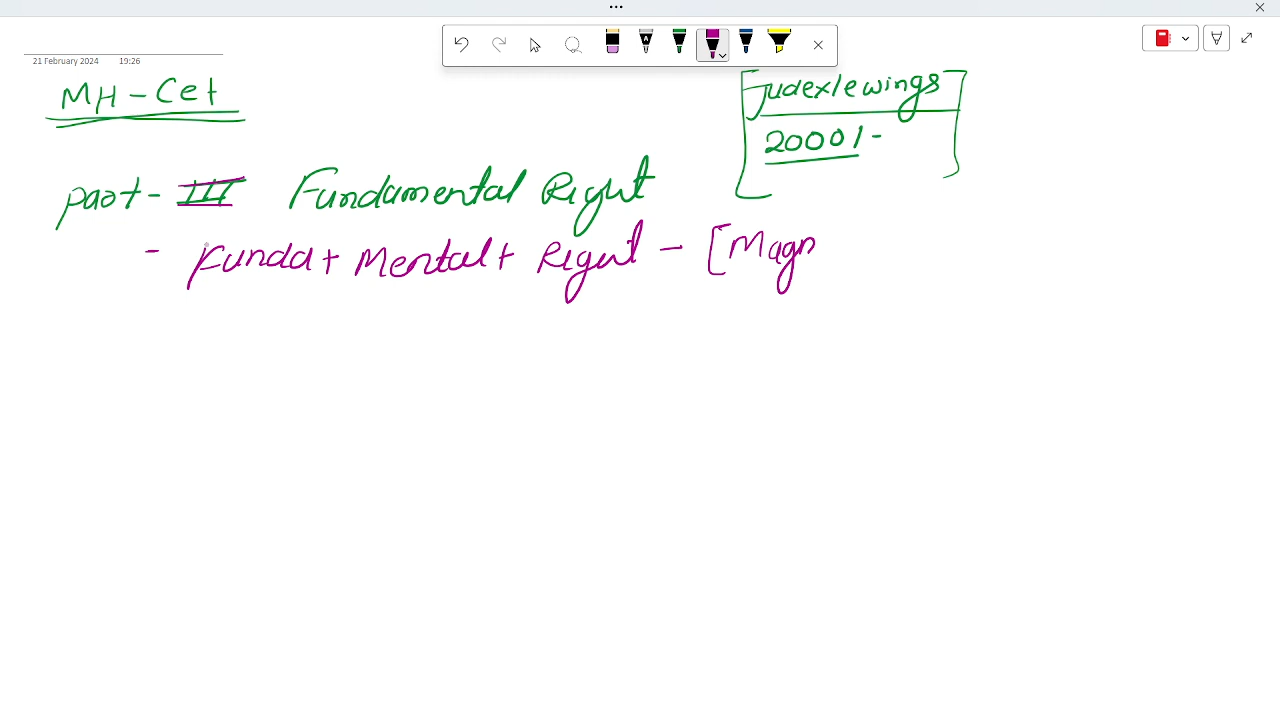 21 February 2024 19:26
MH - Cet
Judexlewings
20001 -
part - III Fundamental Right
- Funda + Mental + Right - [Magn